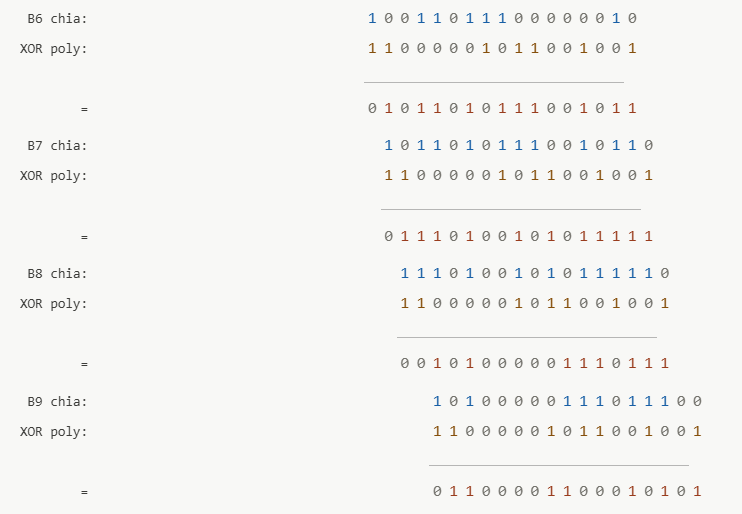 B6 chia: 1 0 0 1 1 0 1 1 1 0 0 0 0 0 0 1 0
XOR poly: 1 1 0 0 0 0 0 1 0 1 1 0 0 1 0 0 1
= 0 1 0 1 1 0 1 0 1 1 1 0 0 1 0 1 1
B7 chia: 1 0 1 1 0 1 0 1 1 1 0 0 1 0 1 1 0
XOR poly: 1 1 0 0 0 0 0 1 0 1 1 0 0 1 0 0 1
= 0 1 1 1 0 1 0 0 1 0 1 0 1 1 1 1 1
B8 chia: 1 1 1 0 1 0 0 1 0 1 0 1 1 1 1 1 0
XOR poly: 1 1 0 0 0 0 0 1 0 1 1 0 0 1 0 0 1
= 0 0 1 0 1 0 0 0 0 0 1 1 1 0 1 1 1
B9 chia: 1 0 1 0 0 0 0 0 1 1 1 0 1 1 1 0 0
XOR poly: 1 1 0 0 0 0 0 1 0 1 1 0 0 1 0 0 1
= 0 1 1 0 0 0 0 1 1 0 0 0 1 0 1 0 1